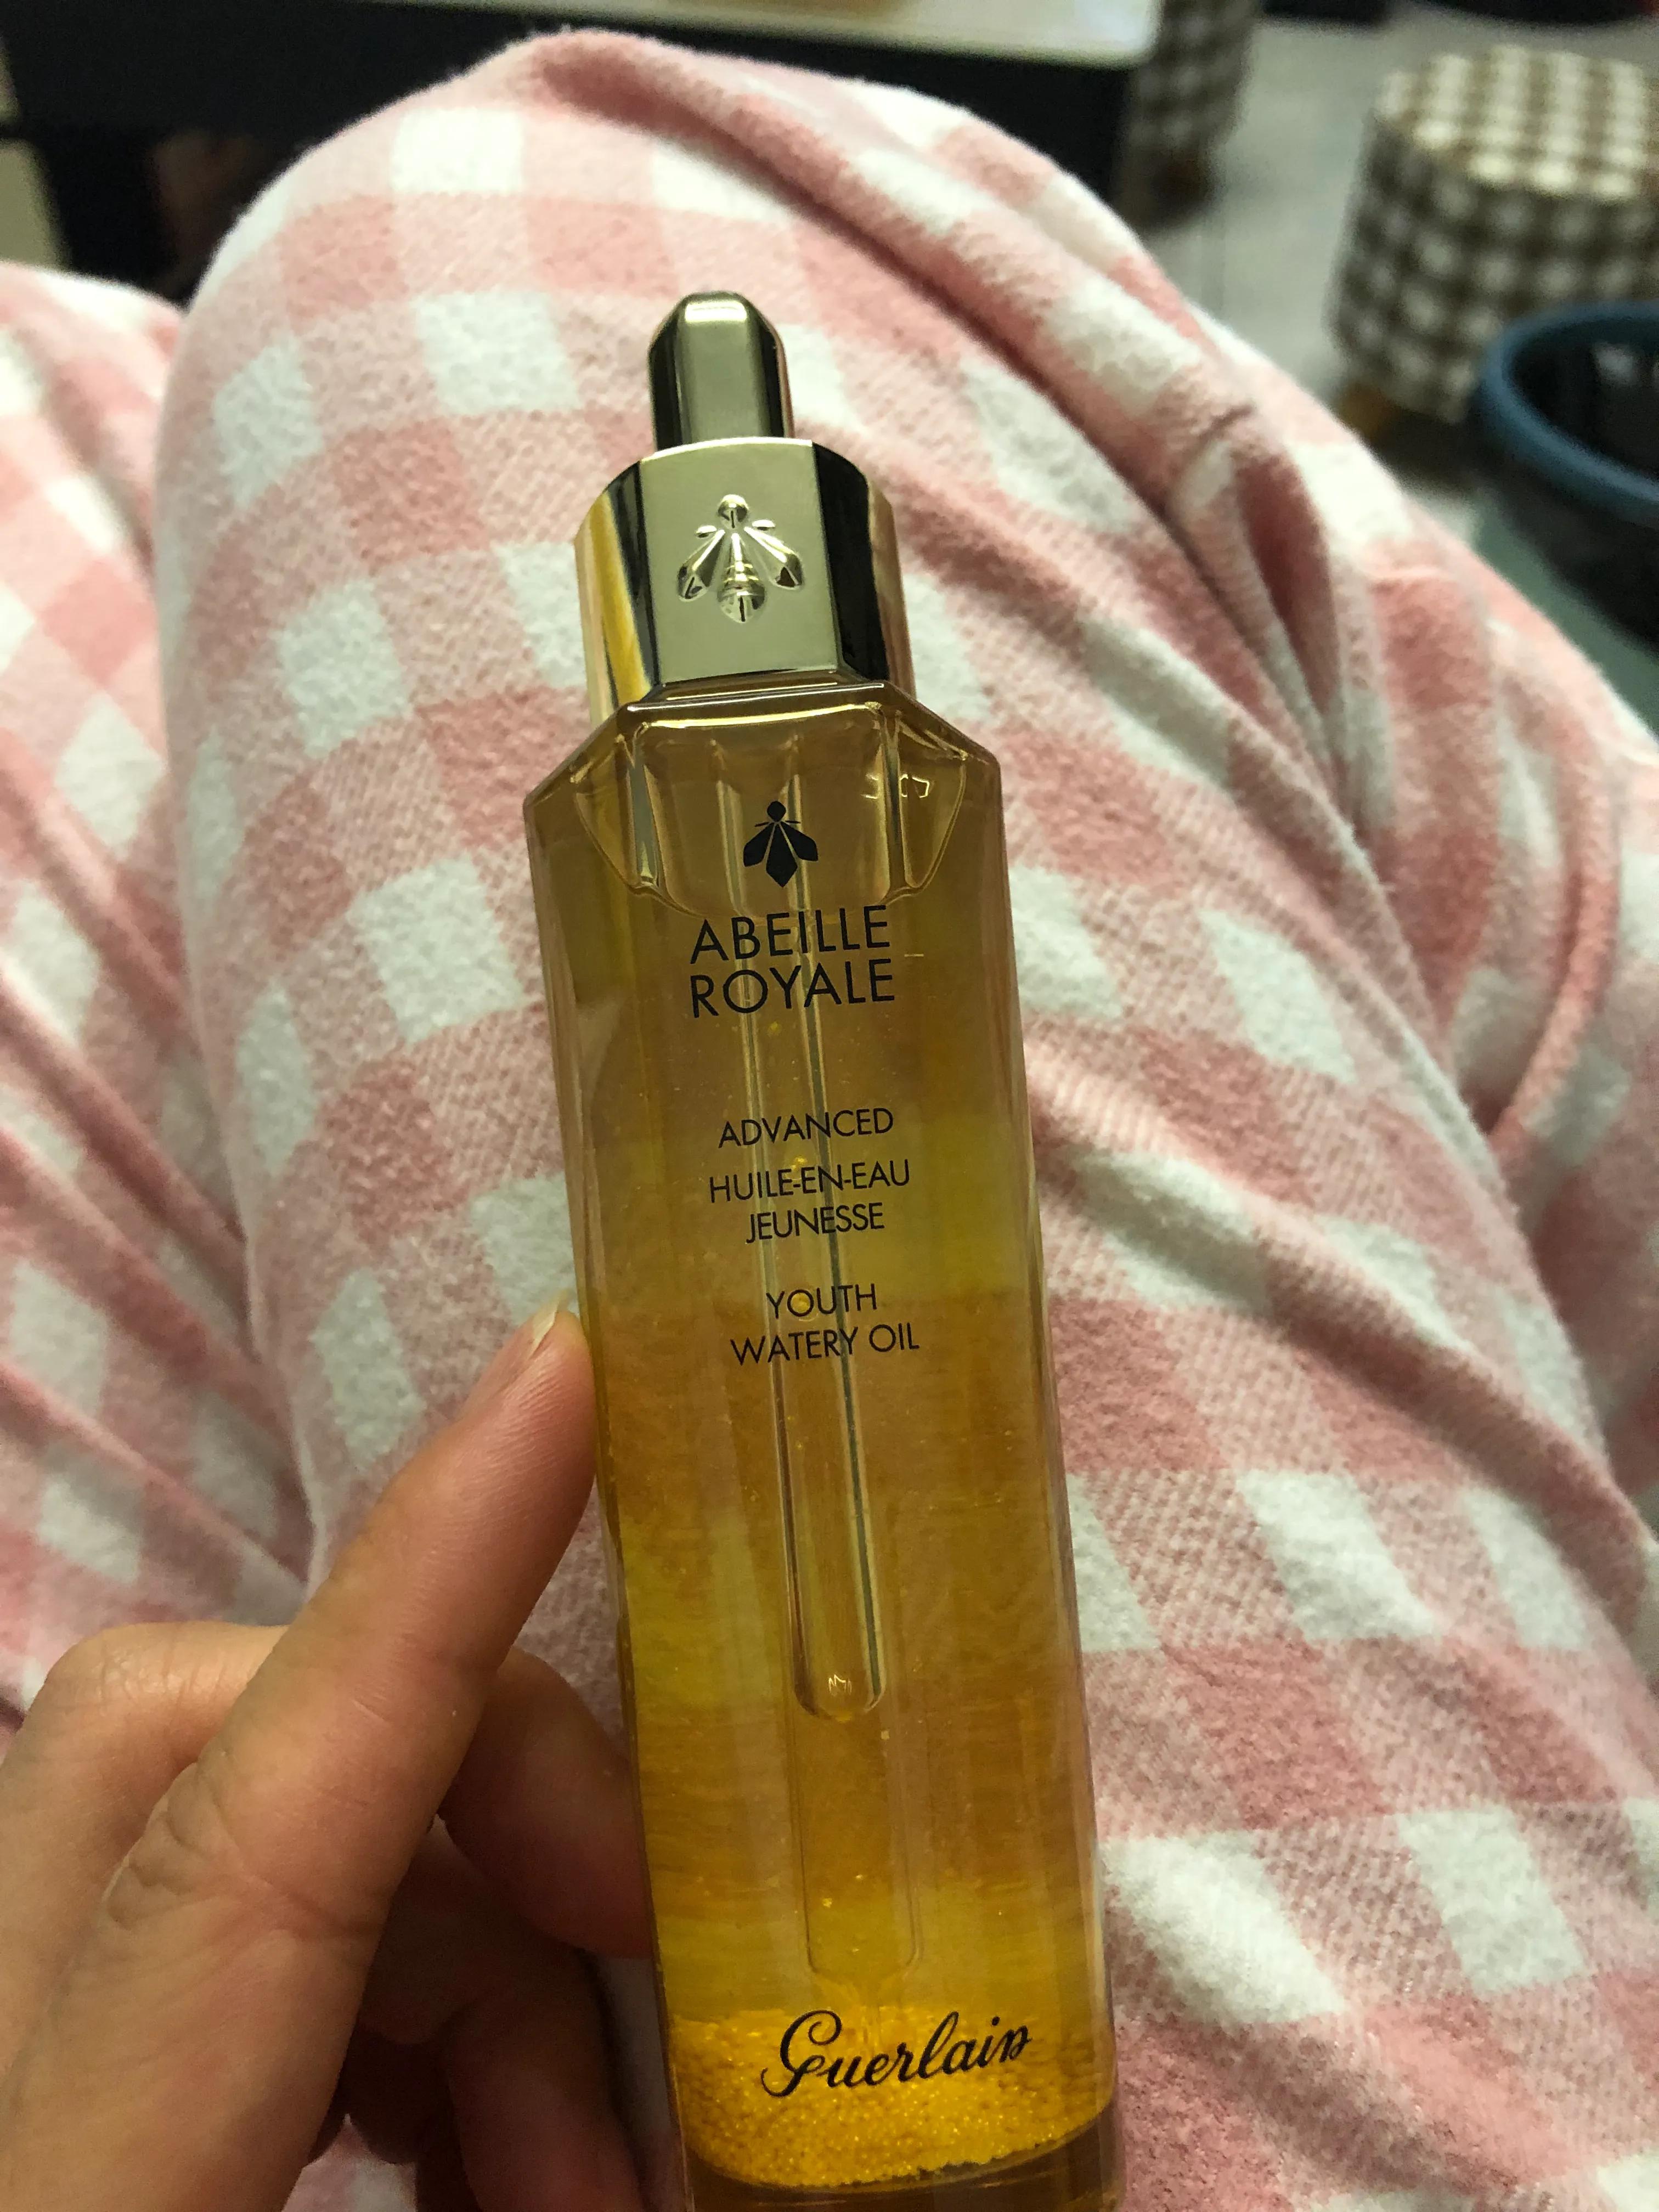 ABEILLE
ROYALE
ADVANCED
HUILE-EN-EAU
JEUNESSE
YOUTH
WATERY OIL
Guerlain